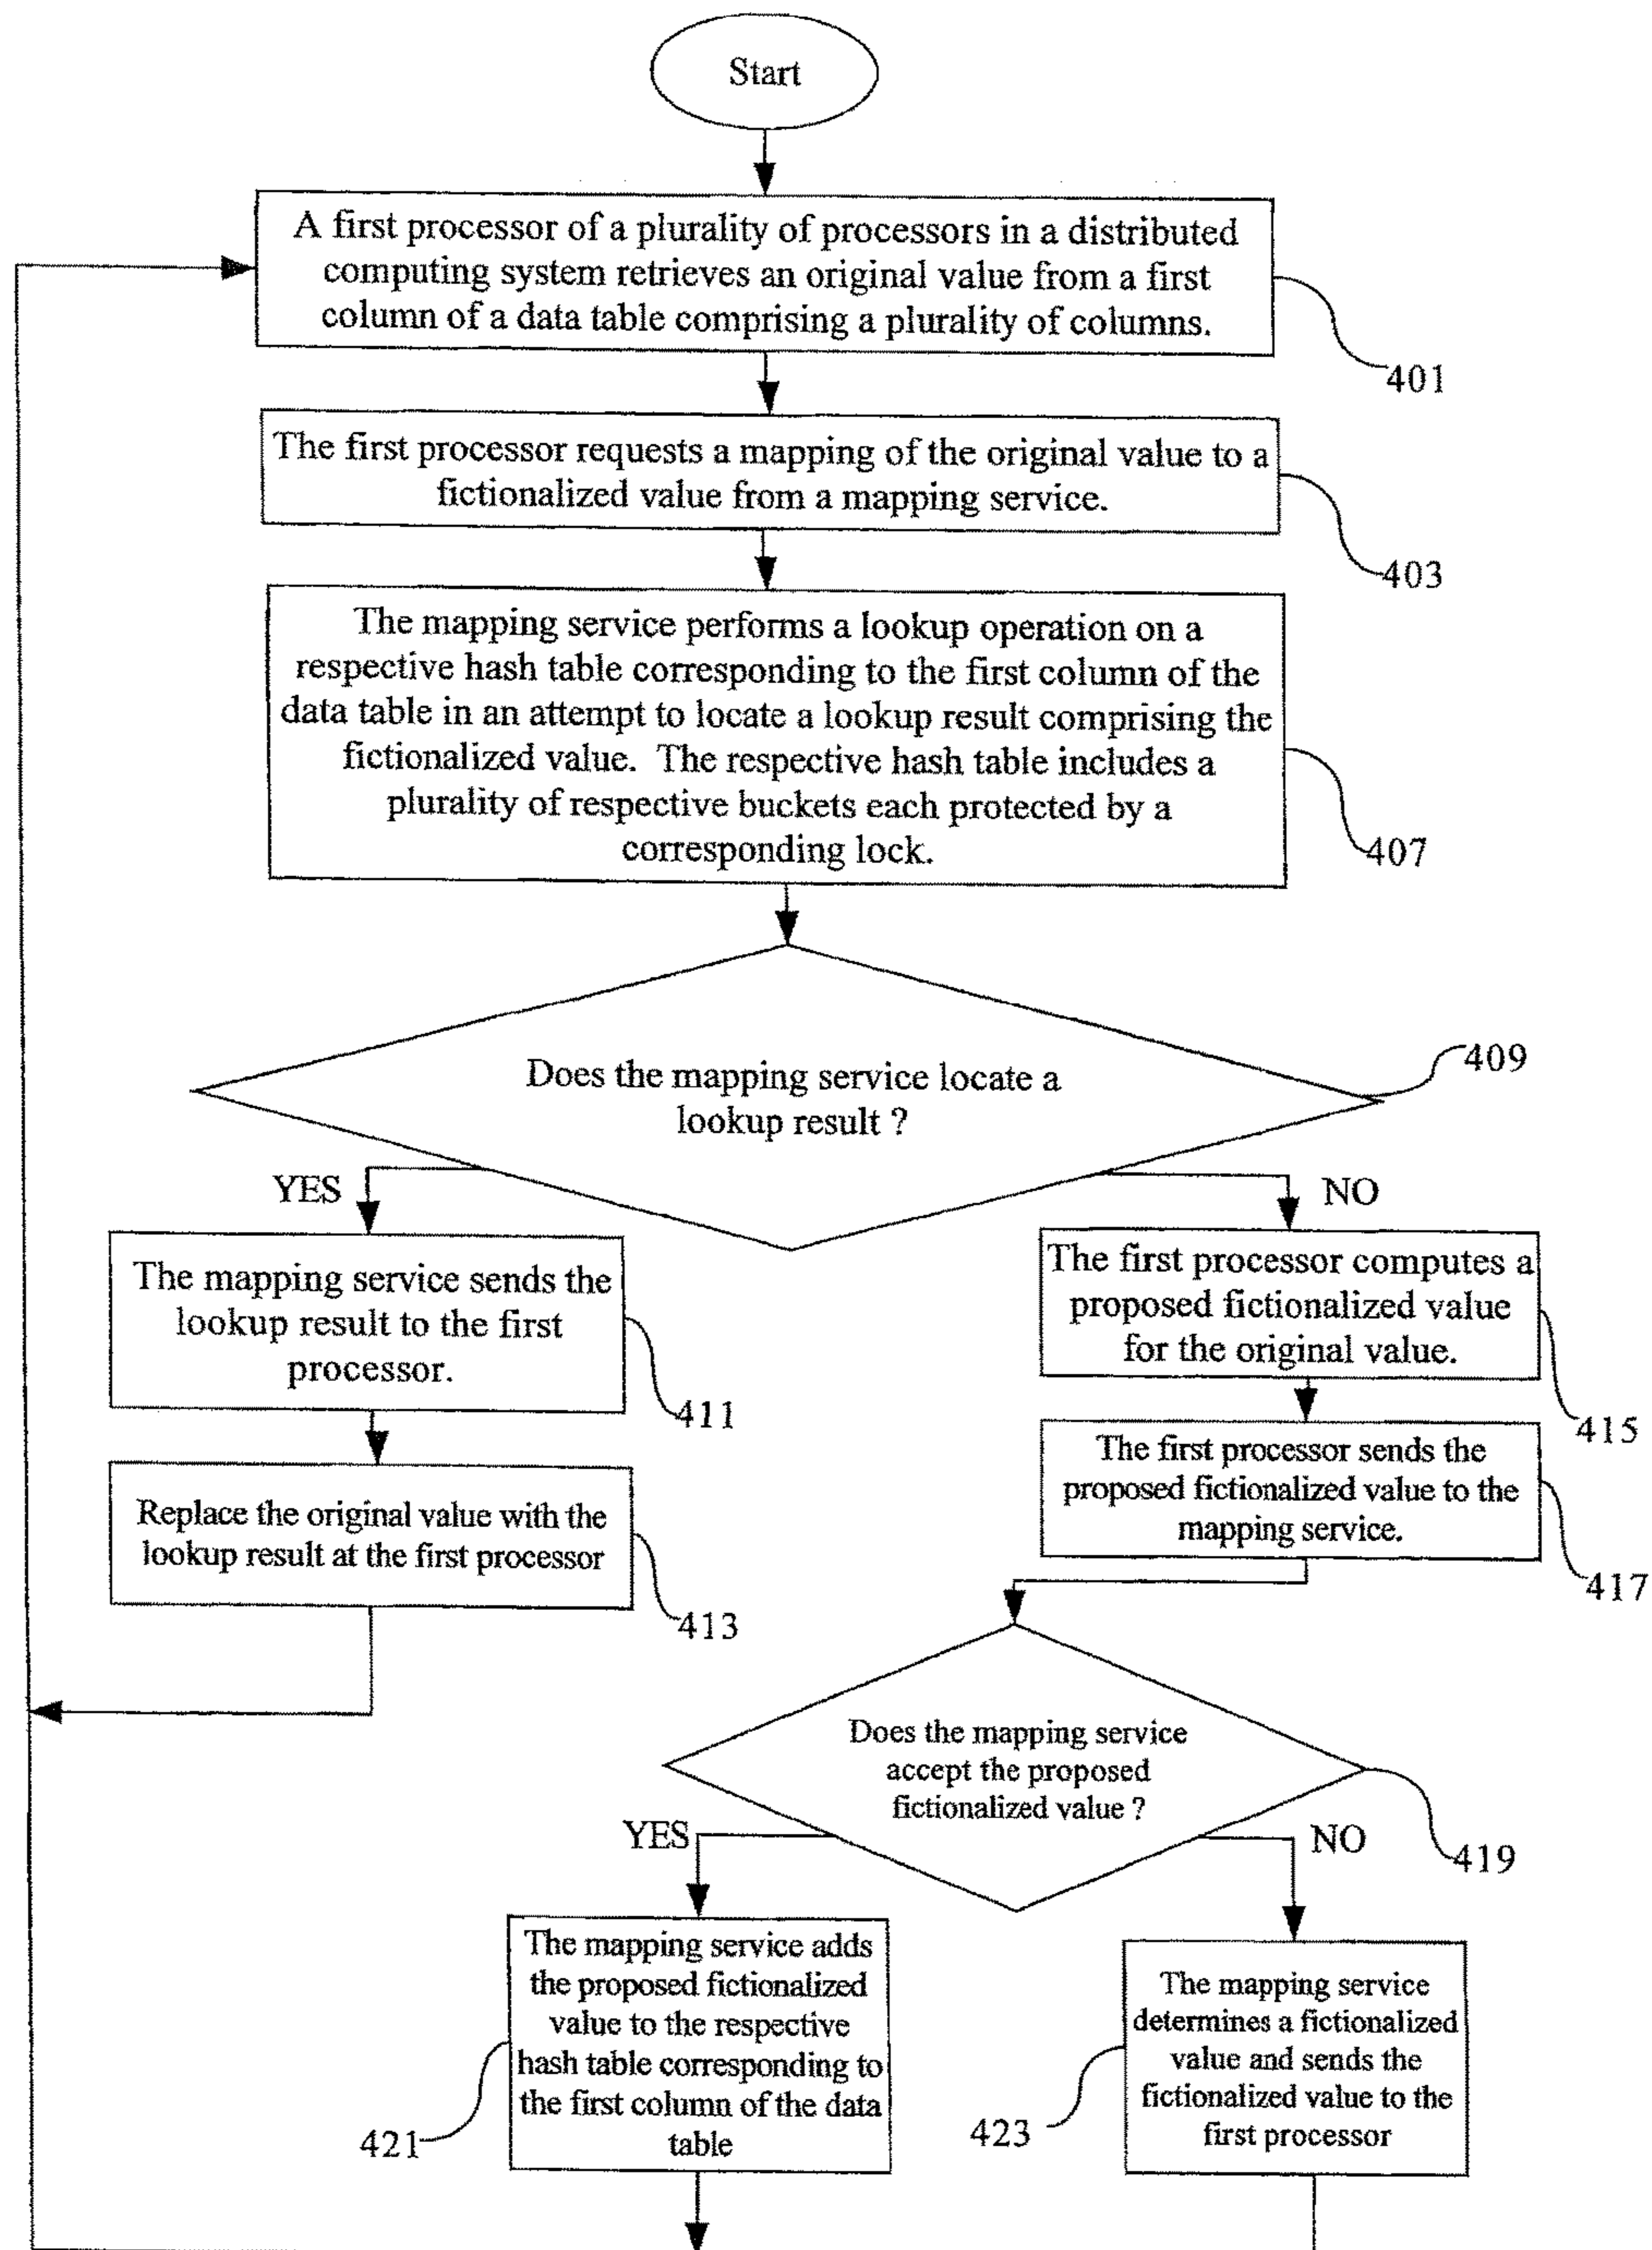 Start
A first processor of a plurality of processors in a distributed
computing system retrieves an original value from a first
column of a data table comprising a plurality of columns.
401
The first processor requests a mapping of the original value to a
fictionalized value from a mapping service.
403
The mapping service performs a lookup operation on a
respective hash table corresponding to the first column of the
data table in an attempt to locate a lookup result comprising the
fictionalized value. The respective hash table includes a
plurality of respective buckets each protected by a
corresponding lock.
407
Does the mapping service locate a
lookup result ?
409
YES
NO
The mapping service sends the
lookup result to the first
processor.
411
The first processor computes a
proposed fictionalized value
for the original value.
415
Replace the original value with the
lookup result at the first processor
413
The first processor sends the
proposed fictionalized value to the
mapping service.
417
Does the mapping service
accept the proposed
fictionalized value ?
419
YES
NO
The mapping service adds
the proposed fictionalized
value to the respective
hash table corresponding to
the first column of the data
table
421
The mapping service
determines a fictionalized
value and sends the
fictionalized value to the
first processor
423